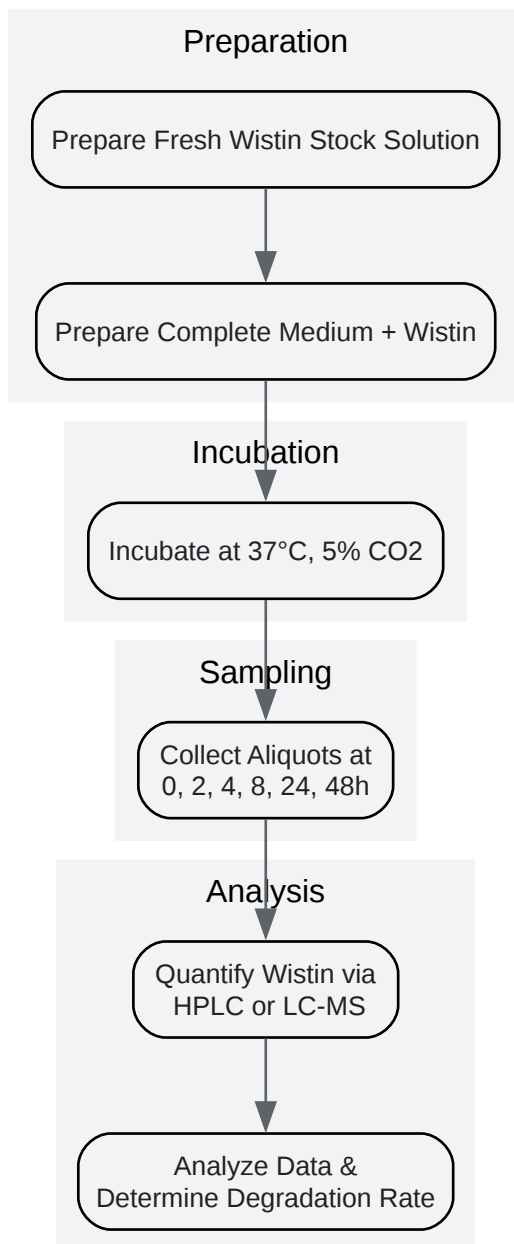 Preparation
Prepare Fresh Wistin Stock Solution
Prepare Complete Medium + Wistin
Incubation
Incubate at 37°C, 5% CO2
Sampling
Collect Aliquots at
0, 2, 4, 8, 24, 48h
Analysis
Quantify Wistin via
HPLC or LC-MS
Analyze Data &
Determine Degradation Rate